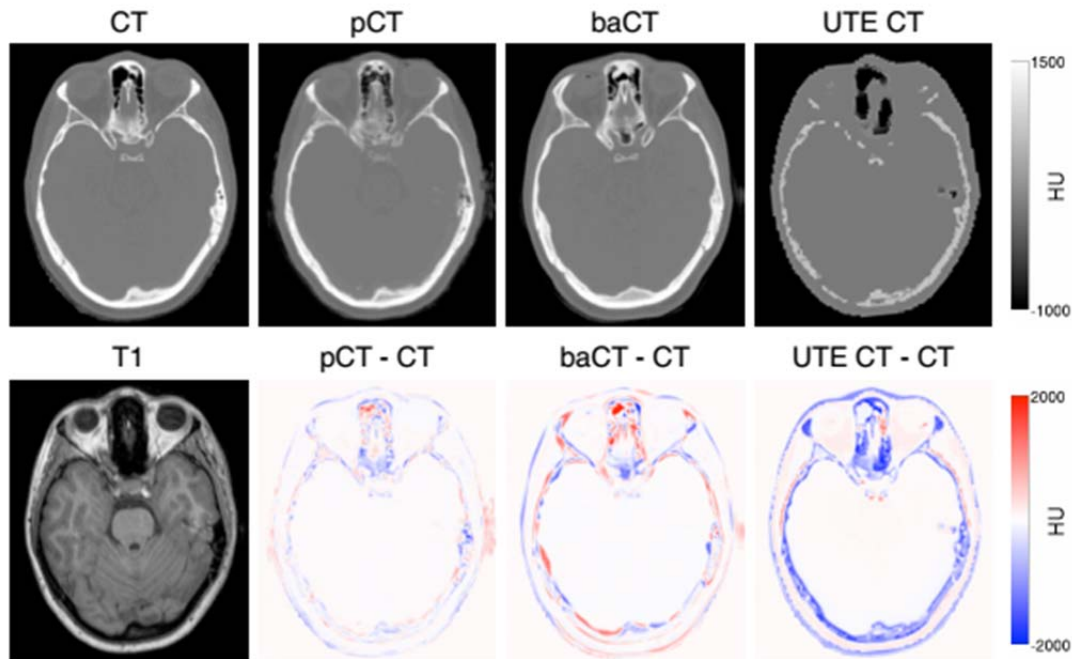 CT pCT baCT UTE CT
1500
HU
-1000
T1 pCT - CT baCT - CT UTE CT - CT
2000
HU
-2000